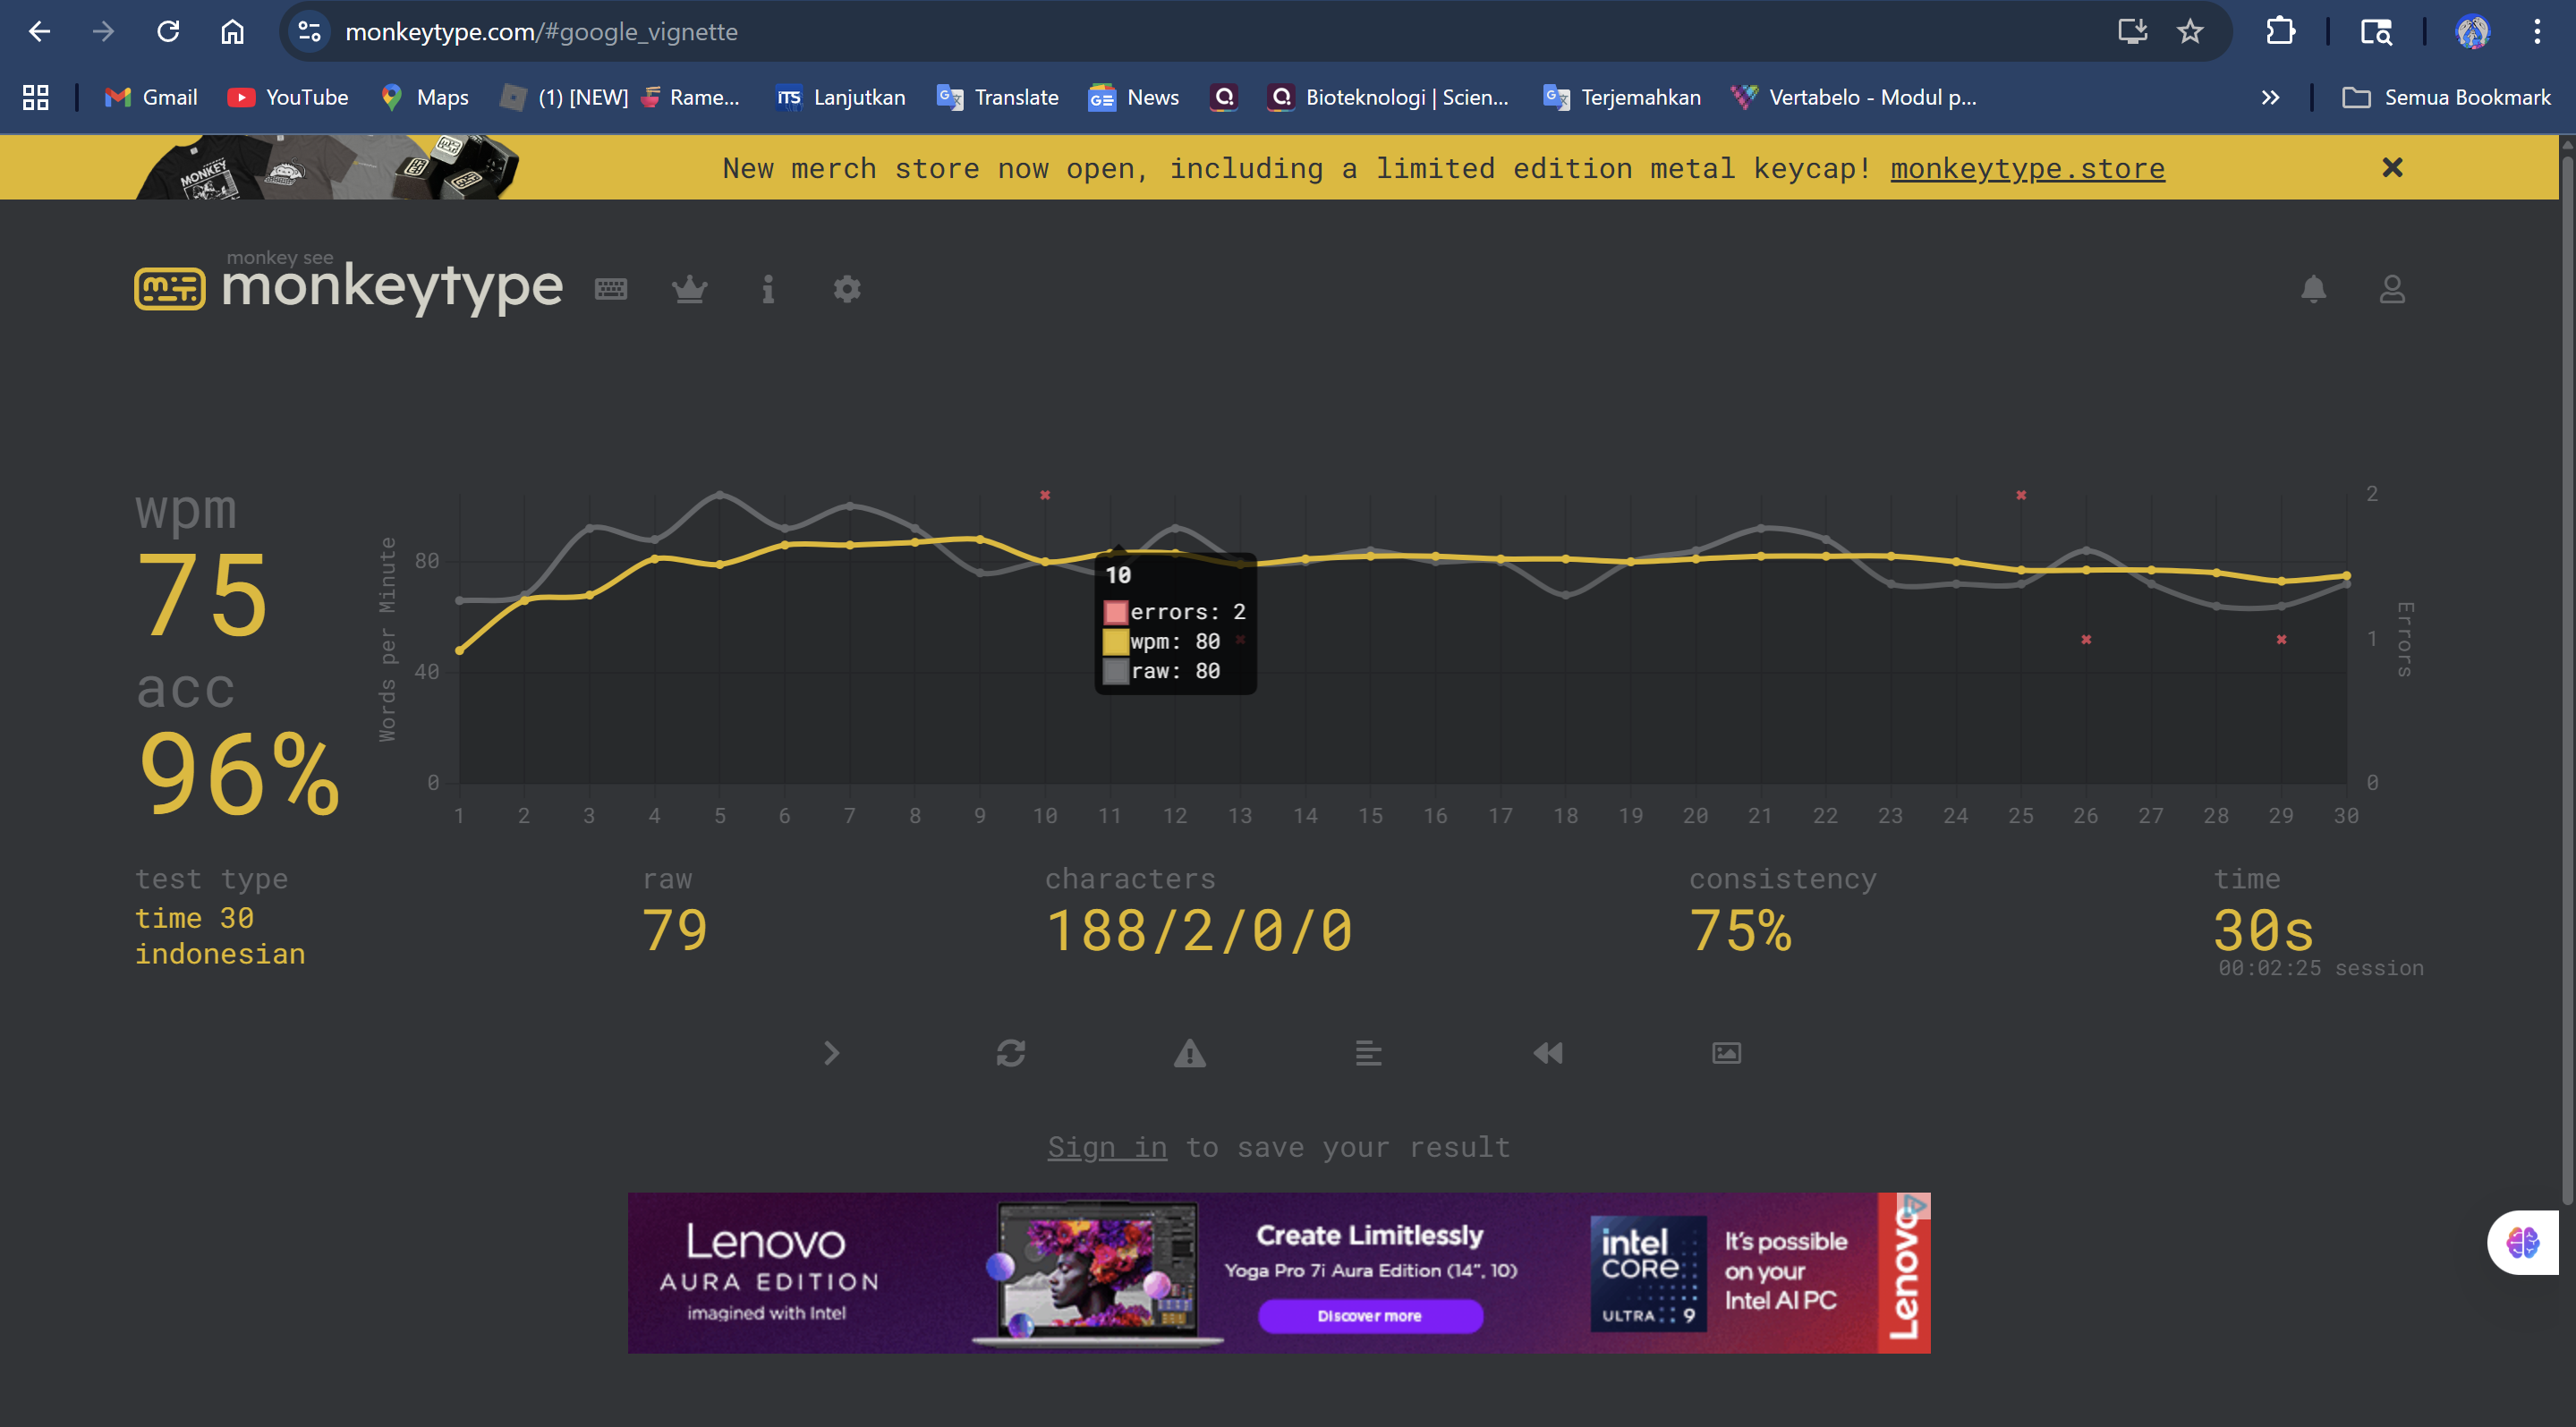 monkeytype.com/#google_vignette
Gmail
YouTube
Maps
(1) [NEW] 🍜 Rame...
iTS Lanjutkan
Translate
News
Bioteknologi | Scien...
Terjemahkan
Vertabelo - Modul p...
Semua Bookmark
MONKEY
New merch store now open, including a limited edition metal keycap! monkeytype.store
monkey see
monkeytype
wpm
75
acc
96%
Words per Minute
80
40
0
10
errors: 2
wpm: 80
raw: 80
2
1
0
Errors
1 2 3 4 5 6 7 8 9 10 11 12 13 14 15 16 17 18 19 20 21 22 23 24 25 26 27 28 29 30
test type
time 30
indonesian
raw
79
characters
188/2/0/0
consistency
75%
time
30s
00:02:25 session
Sign in to save your result
Lenovo
AURA EDITION
imagined with Intel
Create Limitlessly
Yoga Pro 7i Aura Edition (14", 10)
Discover more
intel
CORE
ULTRA 9
It's possible
on your
Intel AI PC
Lenovo